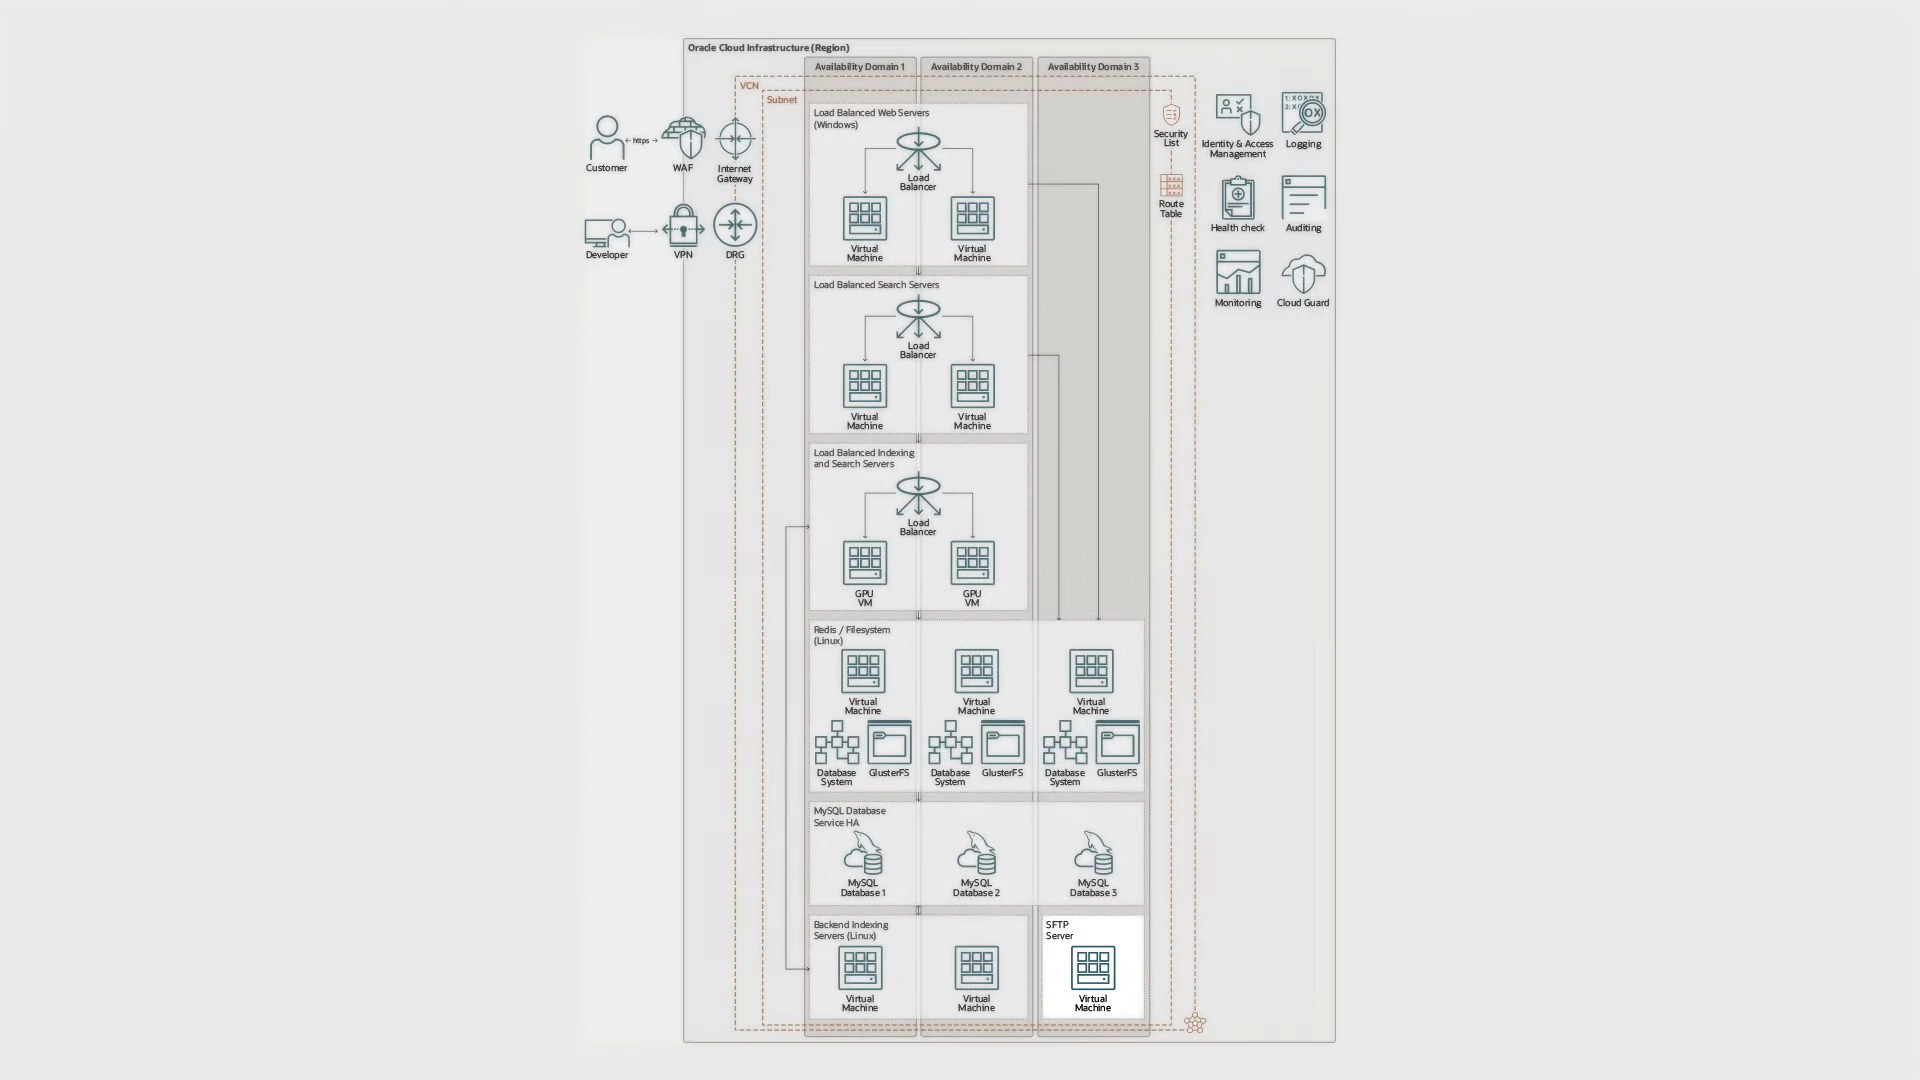 Oracle Cloud Infrastructure (Region)
Availability Domain 1
Availability Domain 2
Availability Domain 3
VCN
Subnet
Customer
https
WAF
Internet
Gateway
Developer
VPN
DRG
Load Balanced Web Servers
(Windows)
Load
Balancer
Virtual
Machine
Virtual
Machine
Security
List
Route
Table
Identity & Access
Management
1:XOXOX
2:X
OX
Logging
Health check
Auditing
Monitoring
Cloud Guard
Load Balanced Search Servers
Load
Balancer
Virtual
Machine
Virtual
Machine
Load Balanced Indexing
and Search Servers
Load
Balancer
GPU
VM
GPU
VM
Redis / Filesystem
(Linux)
Virtual
Machine
Virtual
Machine
Virtual
Machine
Database
System
GlusterFS
Database
System
GlusterFS
Database
System
GlusterFS
MySQL Database
Service HA
MySQL
Database 1
MySQL
Database 2
MySQL
Database 3
Backend Indexing
Servers (Linux)
Virtual
Machine
Virtual
Machine
SFTP
Server
Virtual
Machine